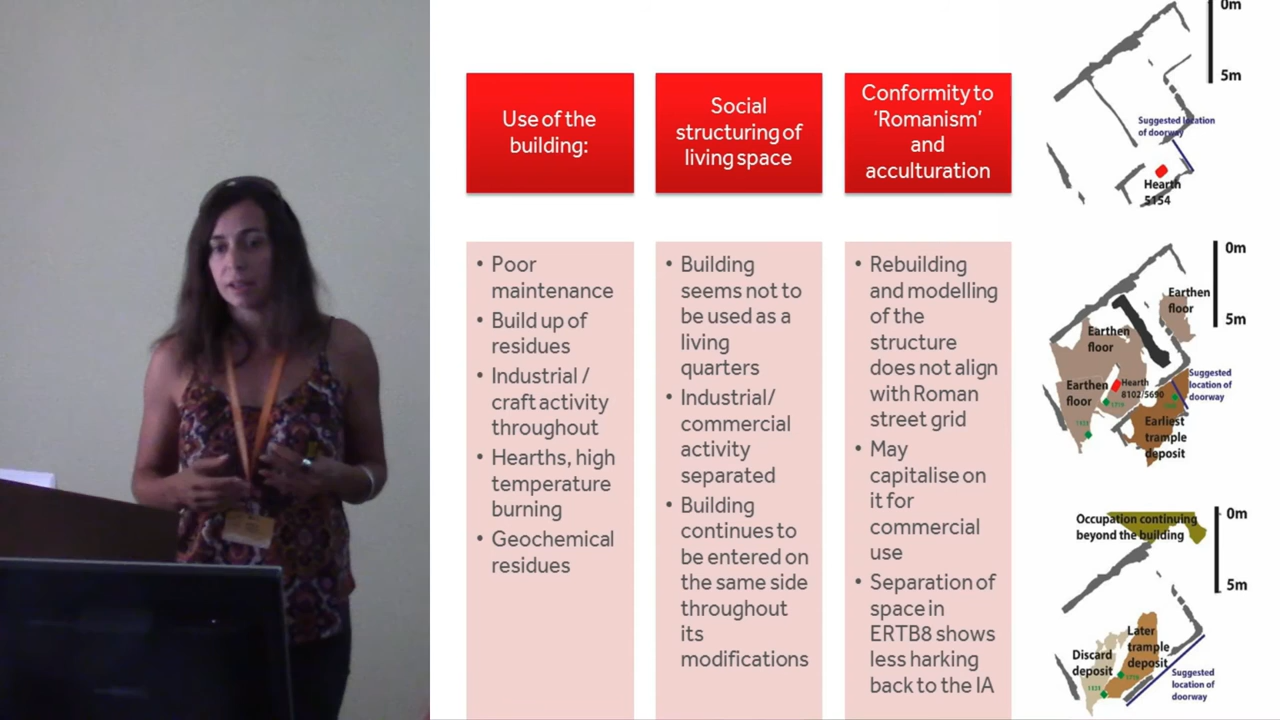 Use of the
building:
Social
structuring of
living space
Conformity to
‘Romanism’
and
acculturation
• Poor
maintenance
• Build up of
residues
• Industrial /
craft activity
throughout
• Hearths, high
temperature
burning
• Geochemical
residues
• Building
seems not to
be used as a
living
quarters
• Industrial/
commercial
activity
separated
• Building
continues to
be entered on
the same side
throughout
its
modifications
• Rebuilding
and modelling
of the
structure
does not align
with Roman
street grid
• May
capitalise on
it for
commercial
use
• Separation of
space in
ERTB8 shows
less harking
back to the IA
0m
5m
Suggested location
of doorway
Hearth
5154
0m
5m
Earthen
floor
Earthen
floor
Earthen
floor
Hearth
8102/5690
Suggested
location of
doorway
Earliest
trample
deposit
Occupation continuing
beyond the building
0m
5m
Later
trample
deposit
Discard
deposit
Suggested
location of
doorway